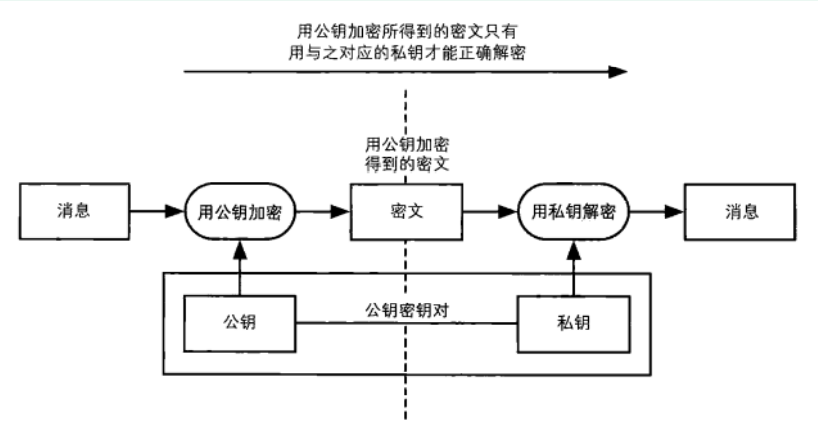 用公钥加密所得到的密文只有
用与之对应的私钥才能正确解密
用公钥加密
得到的密文
消息
用公钥加密
密文
用私钥解密
消息
公钥
公钥密钥对
私钥